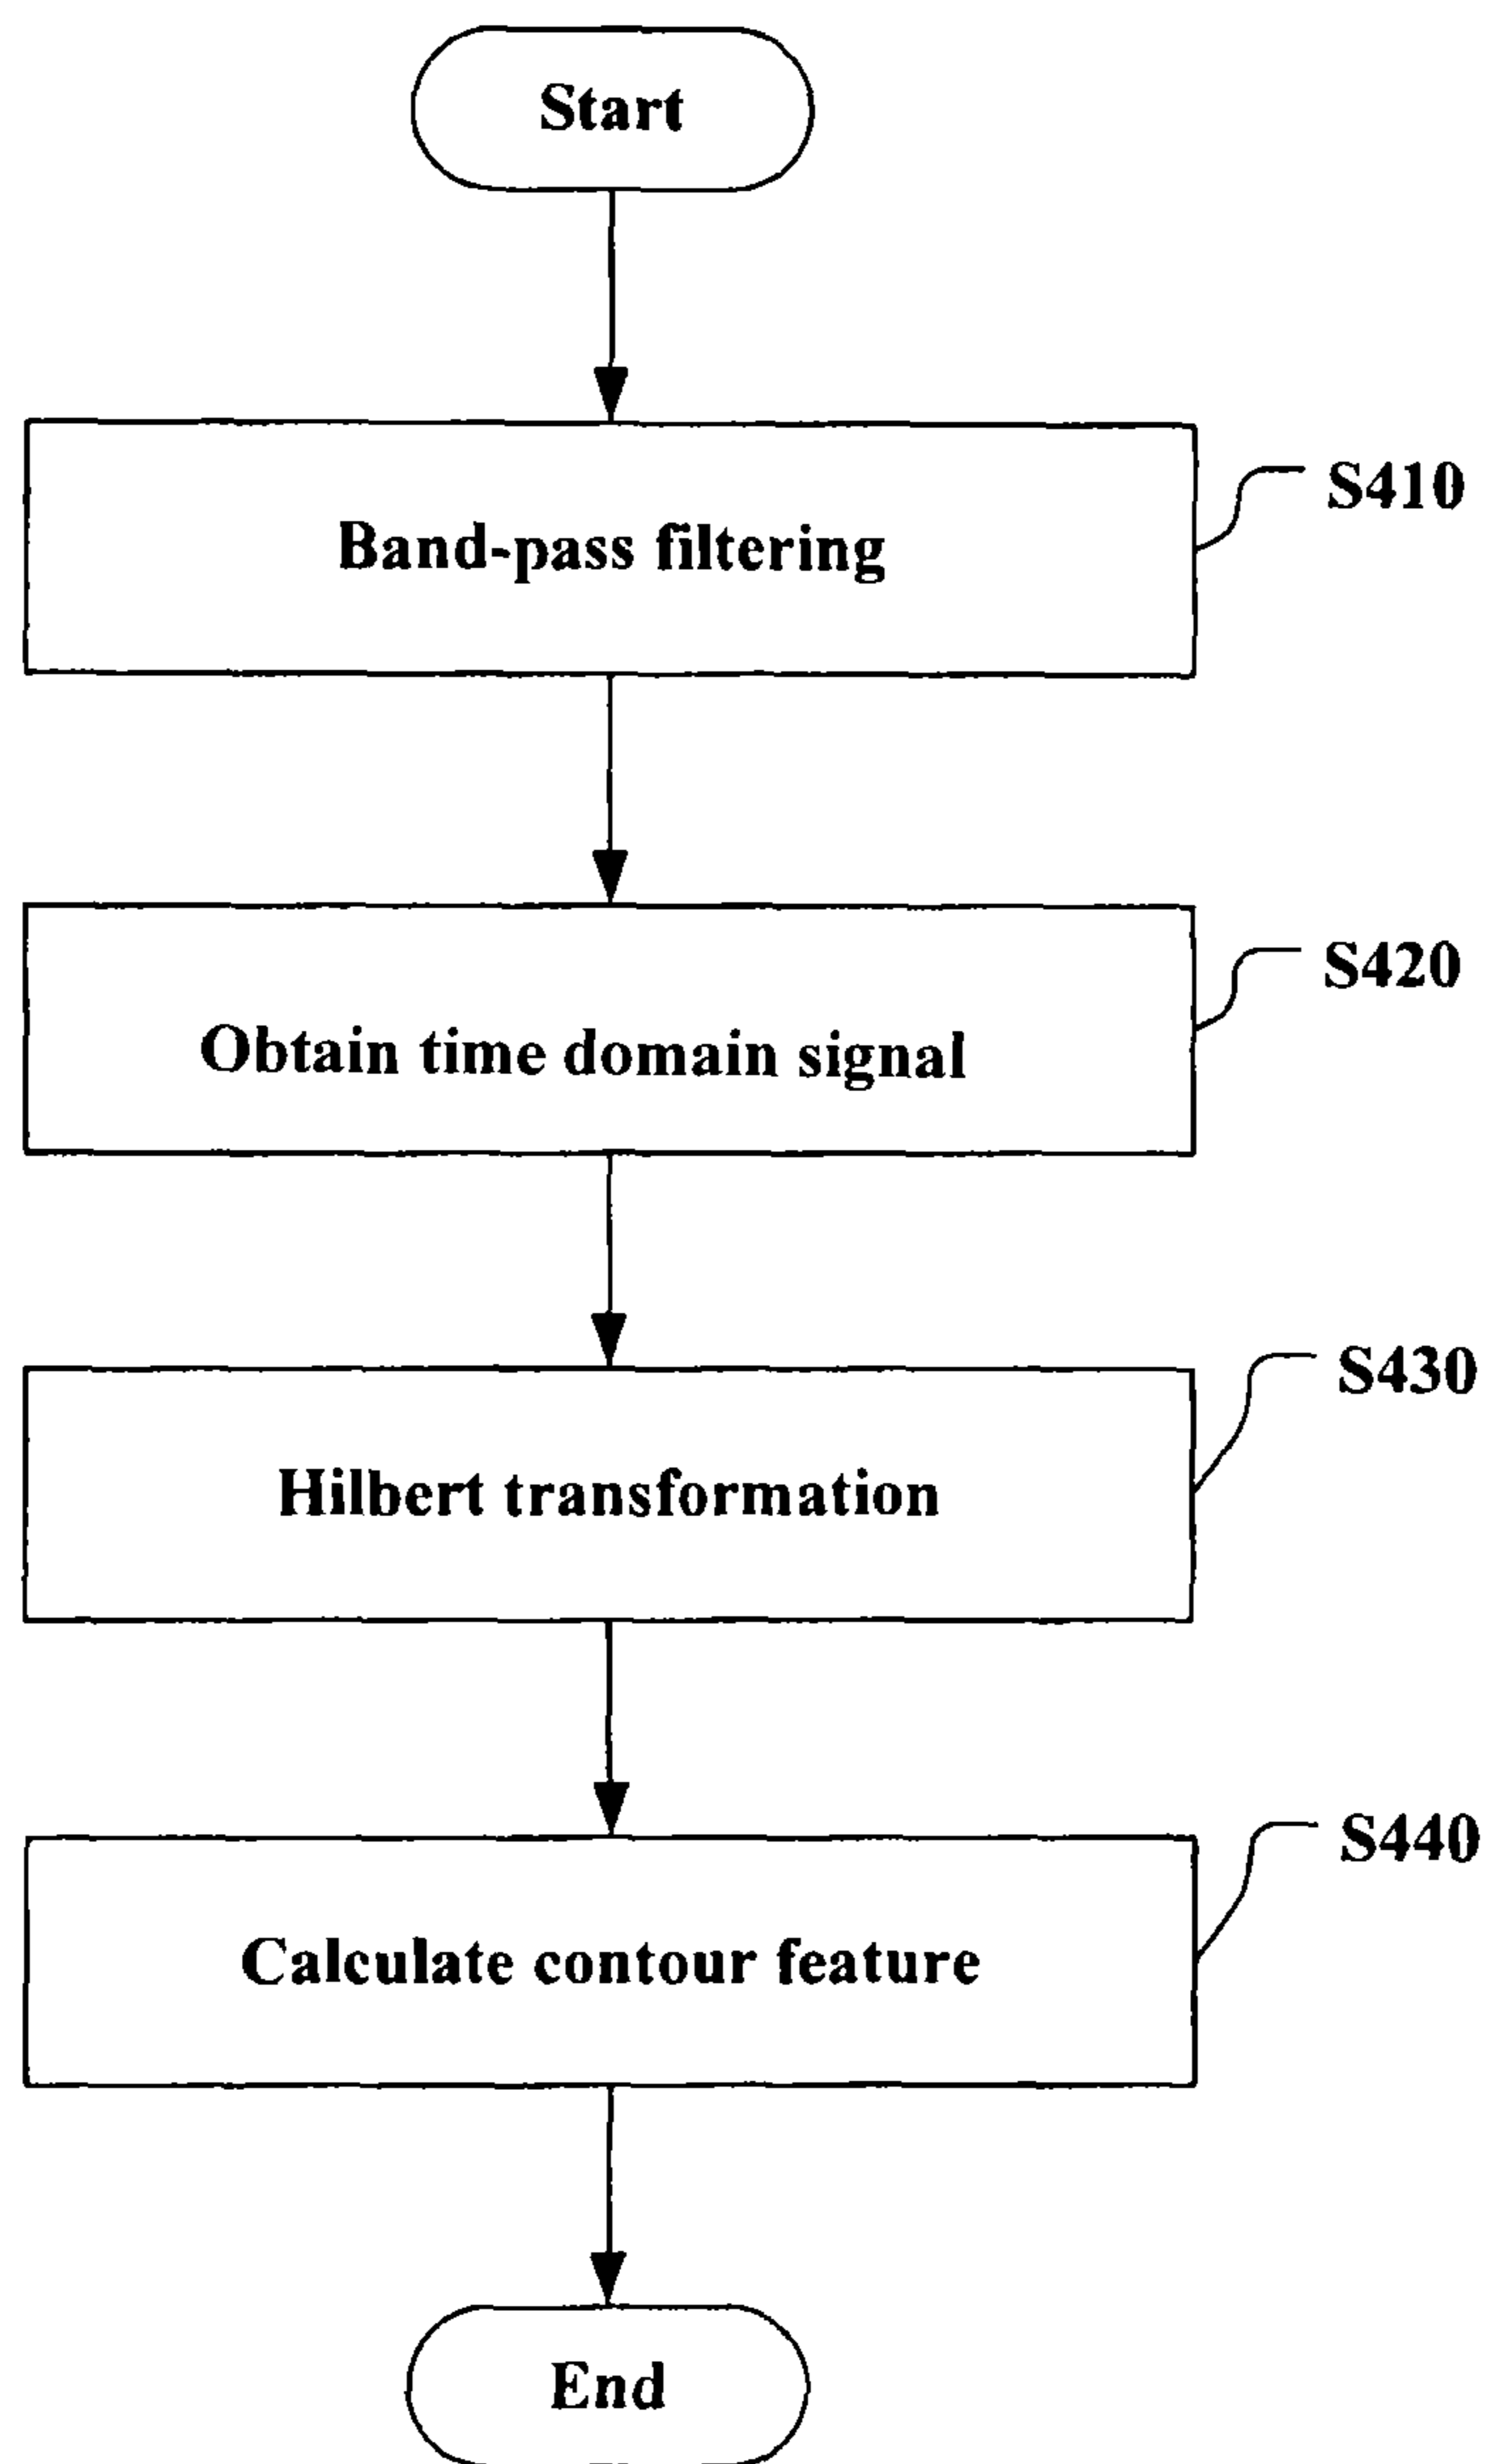 Start
Band-pass filtering
S410
Obtain time domain signal
S420
Hilbert transformation
S430
Calculate contour feature
S440
End